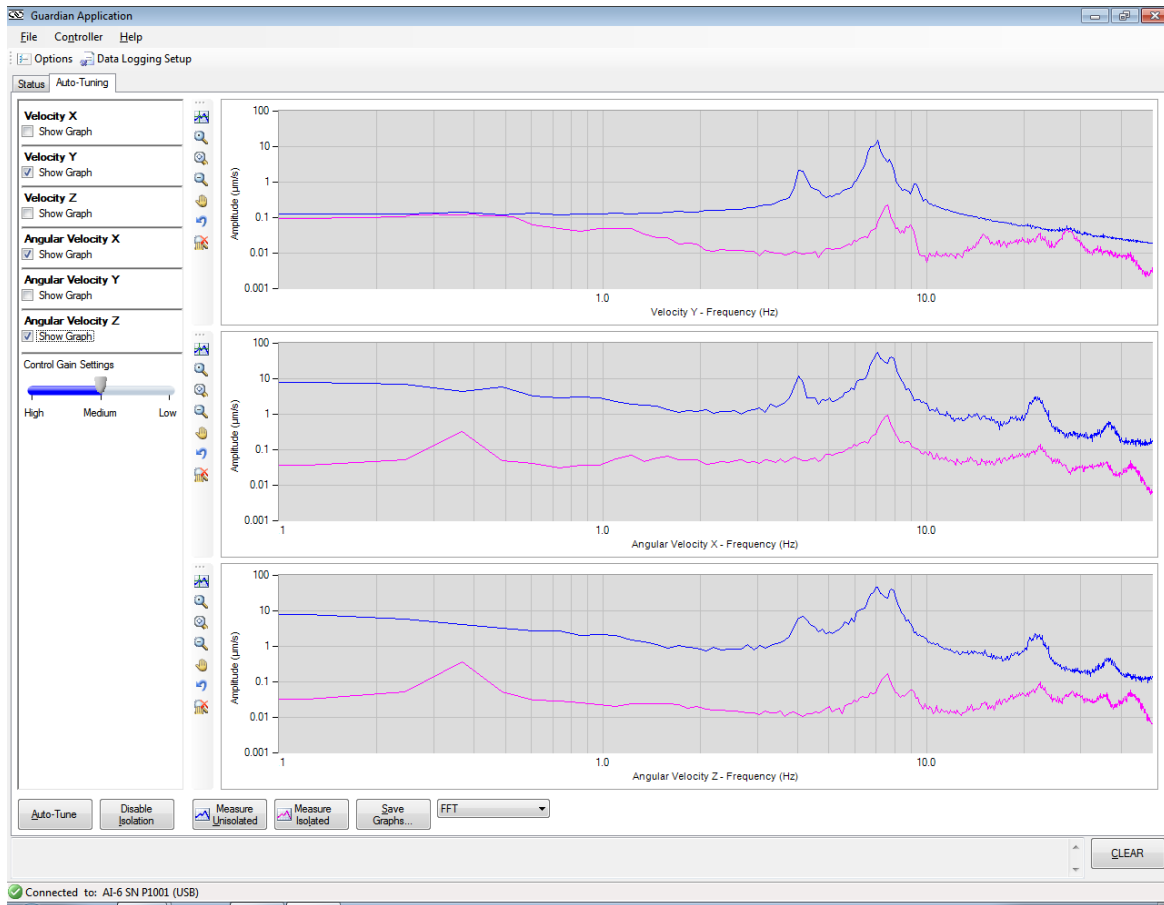 Guardian Application
File Controller Help
Options Data Logging Setup
Status Auto-Tuning
Velocity X
Show Graph
Velocity Y
Show Graph
Velocity Z
Show Graph
Angular Velocity X
Show Graph
Angular Velocity Y
Show Graph
Angular Velocity Z
Show Graph
Control Gain Settings
High Medium Low
Amplitude (µm/s)
100
10
1
0.1
0.01
0.001
1.0 10.0
Velocity Y - Frequency (Hz)
Amplitude (µm/s)
100
10
1
0.1
0.01
0.001
1 1.0 10.0
Angular Velocity X - Frequency (Hz)
Amplitude (µm/s)
100
10
1
0.1
0.01
0.001
1 1.0 10.0
Angular Velocity Z - Frequency (Hz)
Auto-Tune
Disable
Isolation
Measure
Unisolated
Measure
Isolated
Save
Graphs...
FFT
CLEAR
Connected to: AI-6 SN P1001 (USB)